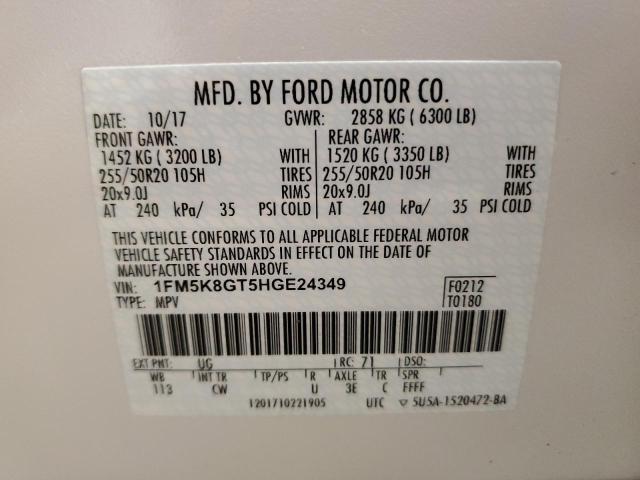 MFD. BY FORD MOTOR CO.
DATE: 10/17 GVWR: 2858 KG ( 6300 LB)
FRONT GAWR: REAR GAWR:
1452 KG ( 3200 LB) WITH 1520 KG ( 3350 LB) WITH
255/50R20 105H TIRES 255/50R20 105H TIRES
20x9.0J RIMS 20x9.0J RIMS
AT 240 kPa/ 35 PSI COLD AT 240 kPa/ 35 PSI COLD
THIS VEHICLE CONFORMS TO ALL APPLICABLE FEDERAL MOTOR
VEHICLE SAFETY STANDARDS IN EFFECT ON THE DATE OF
MANUFACTURE SHOWN ABOVE.
VIN: 1FM5K8GT5HGE24349 F0212
TYPE: MPV T0180
EXT PNT: UG RC: 71 DSO:
WB INT TR TP/PS R AXLE TR SPR
113 CW U 3E C FFFF
1201710221905 UTC ▽ 5U5A-1520472-BA